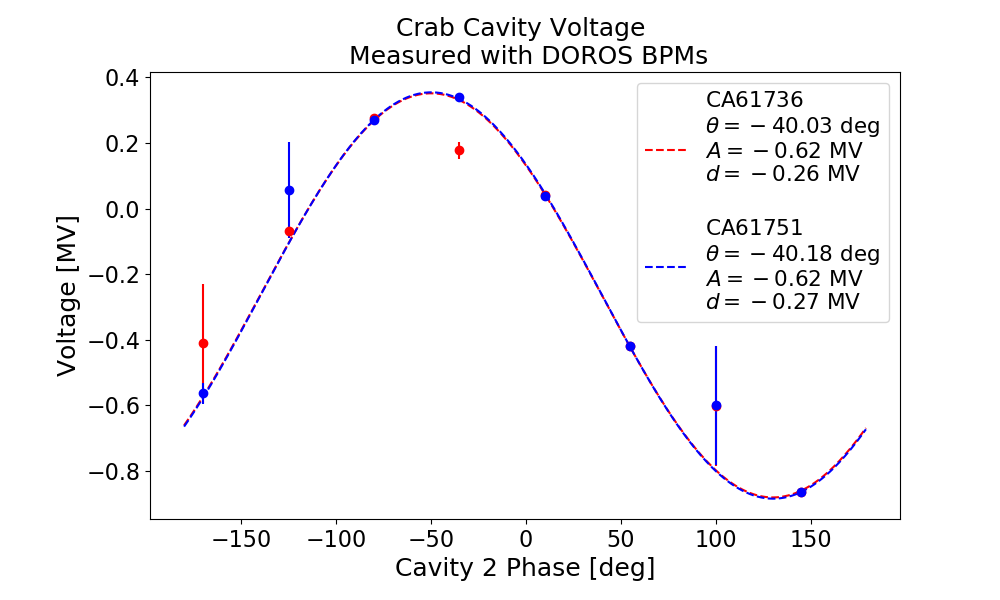 Crab Cavity Voltage
Measured with DOROS BPMs
0.4
0.2
0.0
−0.2
−0.4
−0.6
−0.8
Voltage [MV]
CA61736
θ = −40.03 deg
A = −0.62 MV
d = −0.26 MV
CA61751
θ = −40.18 deg
A = −0.62 MV
d = −0.27 MV
−150 −100 −50 0 50 100 150
Cavity 2 Phase [deg]